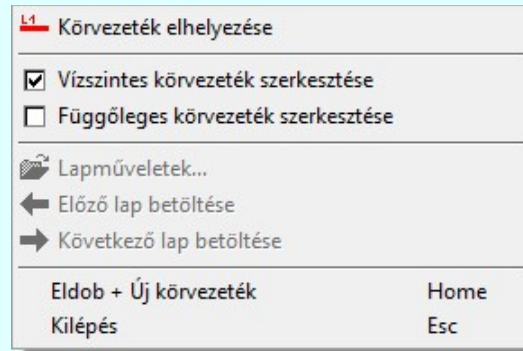 L1
Körvezeték elhelyezése
Vízszintes körvezeték szerkesztése
Függőleges körvezeték szerkesztése
Lapműveletek...
Előző lap betöltése
Következő lap betöltése
Eldob + Új körvezeték Home
Kilépés Esc